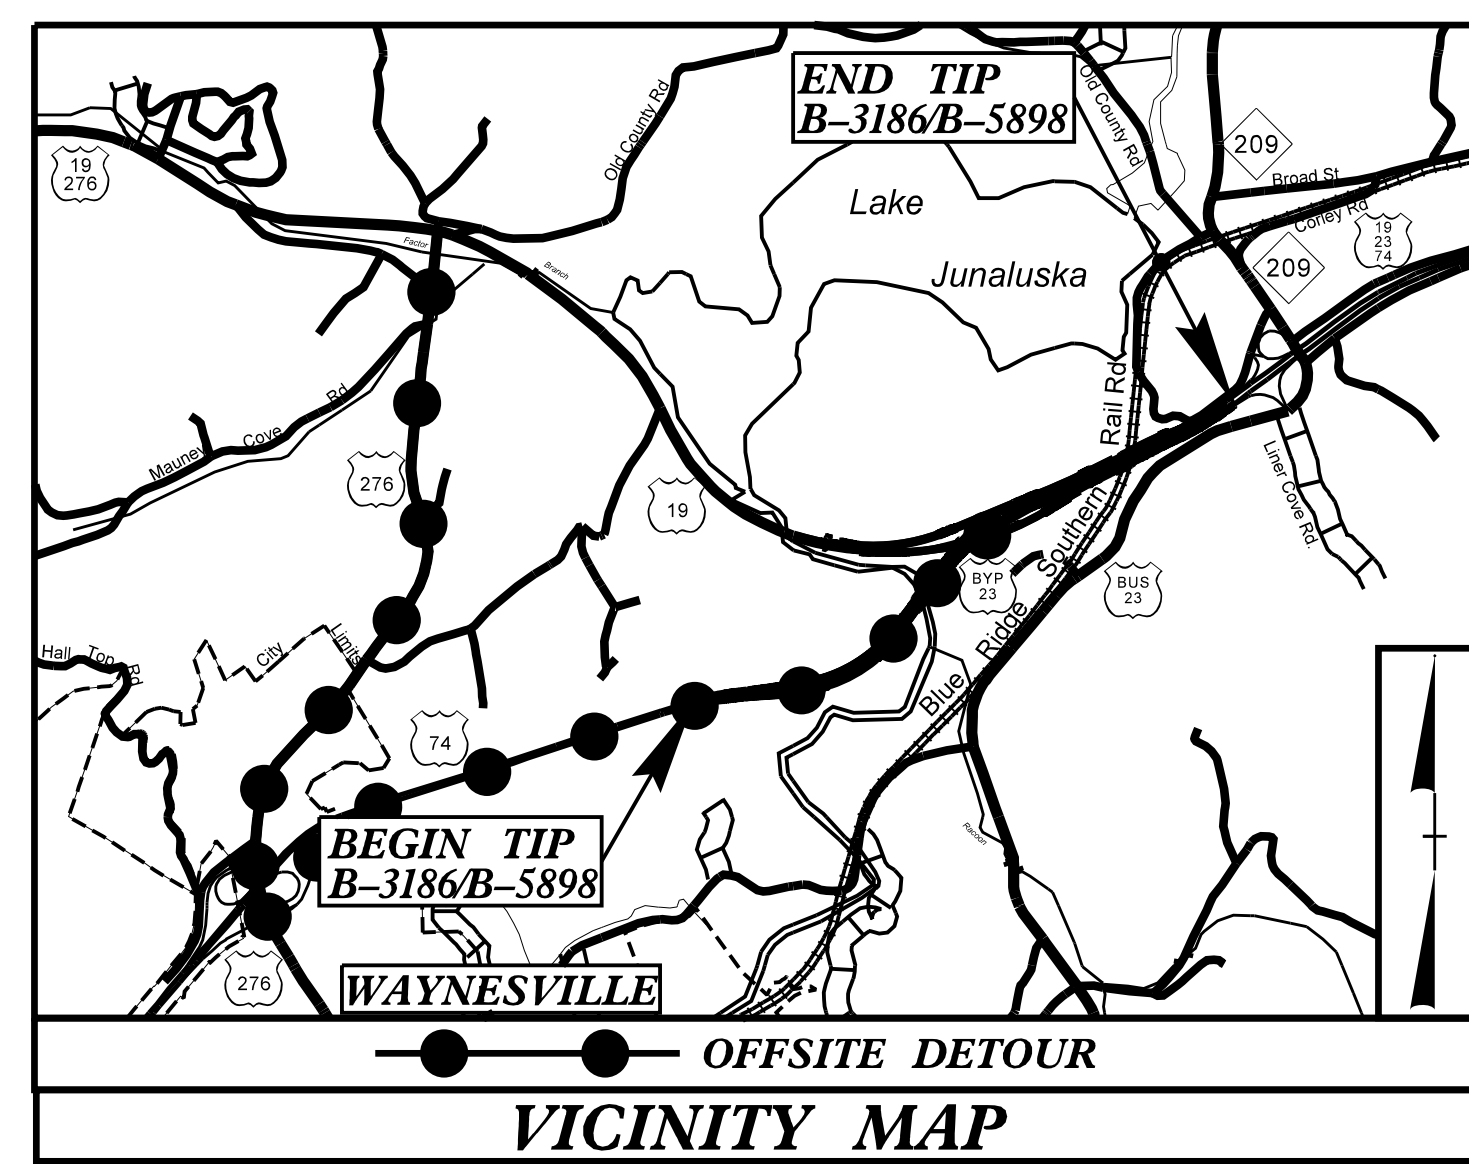 END TIP
B–3186/B–5898
Old County Rd
Old County Rd
209
19
276
Broad St
Corley Rd
Lake
19
23
74
Factor
Branch
Junaluska
209
Rail Rd
Rd
Cove
Mauney
276
19
Liner Cove Rd.
Southern
BYP
23
BUS
23
Ridge
Hall Top Rd
City Limits
Blue
74
Racoon
BEGIN TIP
B–3186/B–5898
276
WAYNESVILLE
OFFSITE DETOUR
VICINITY MAP